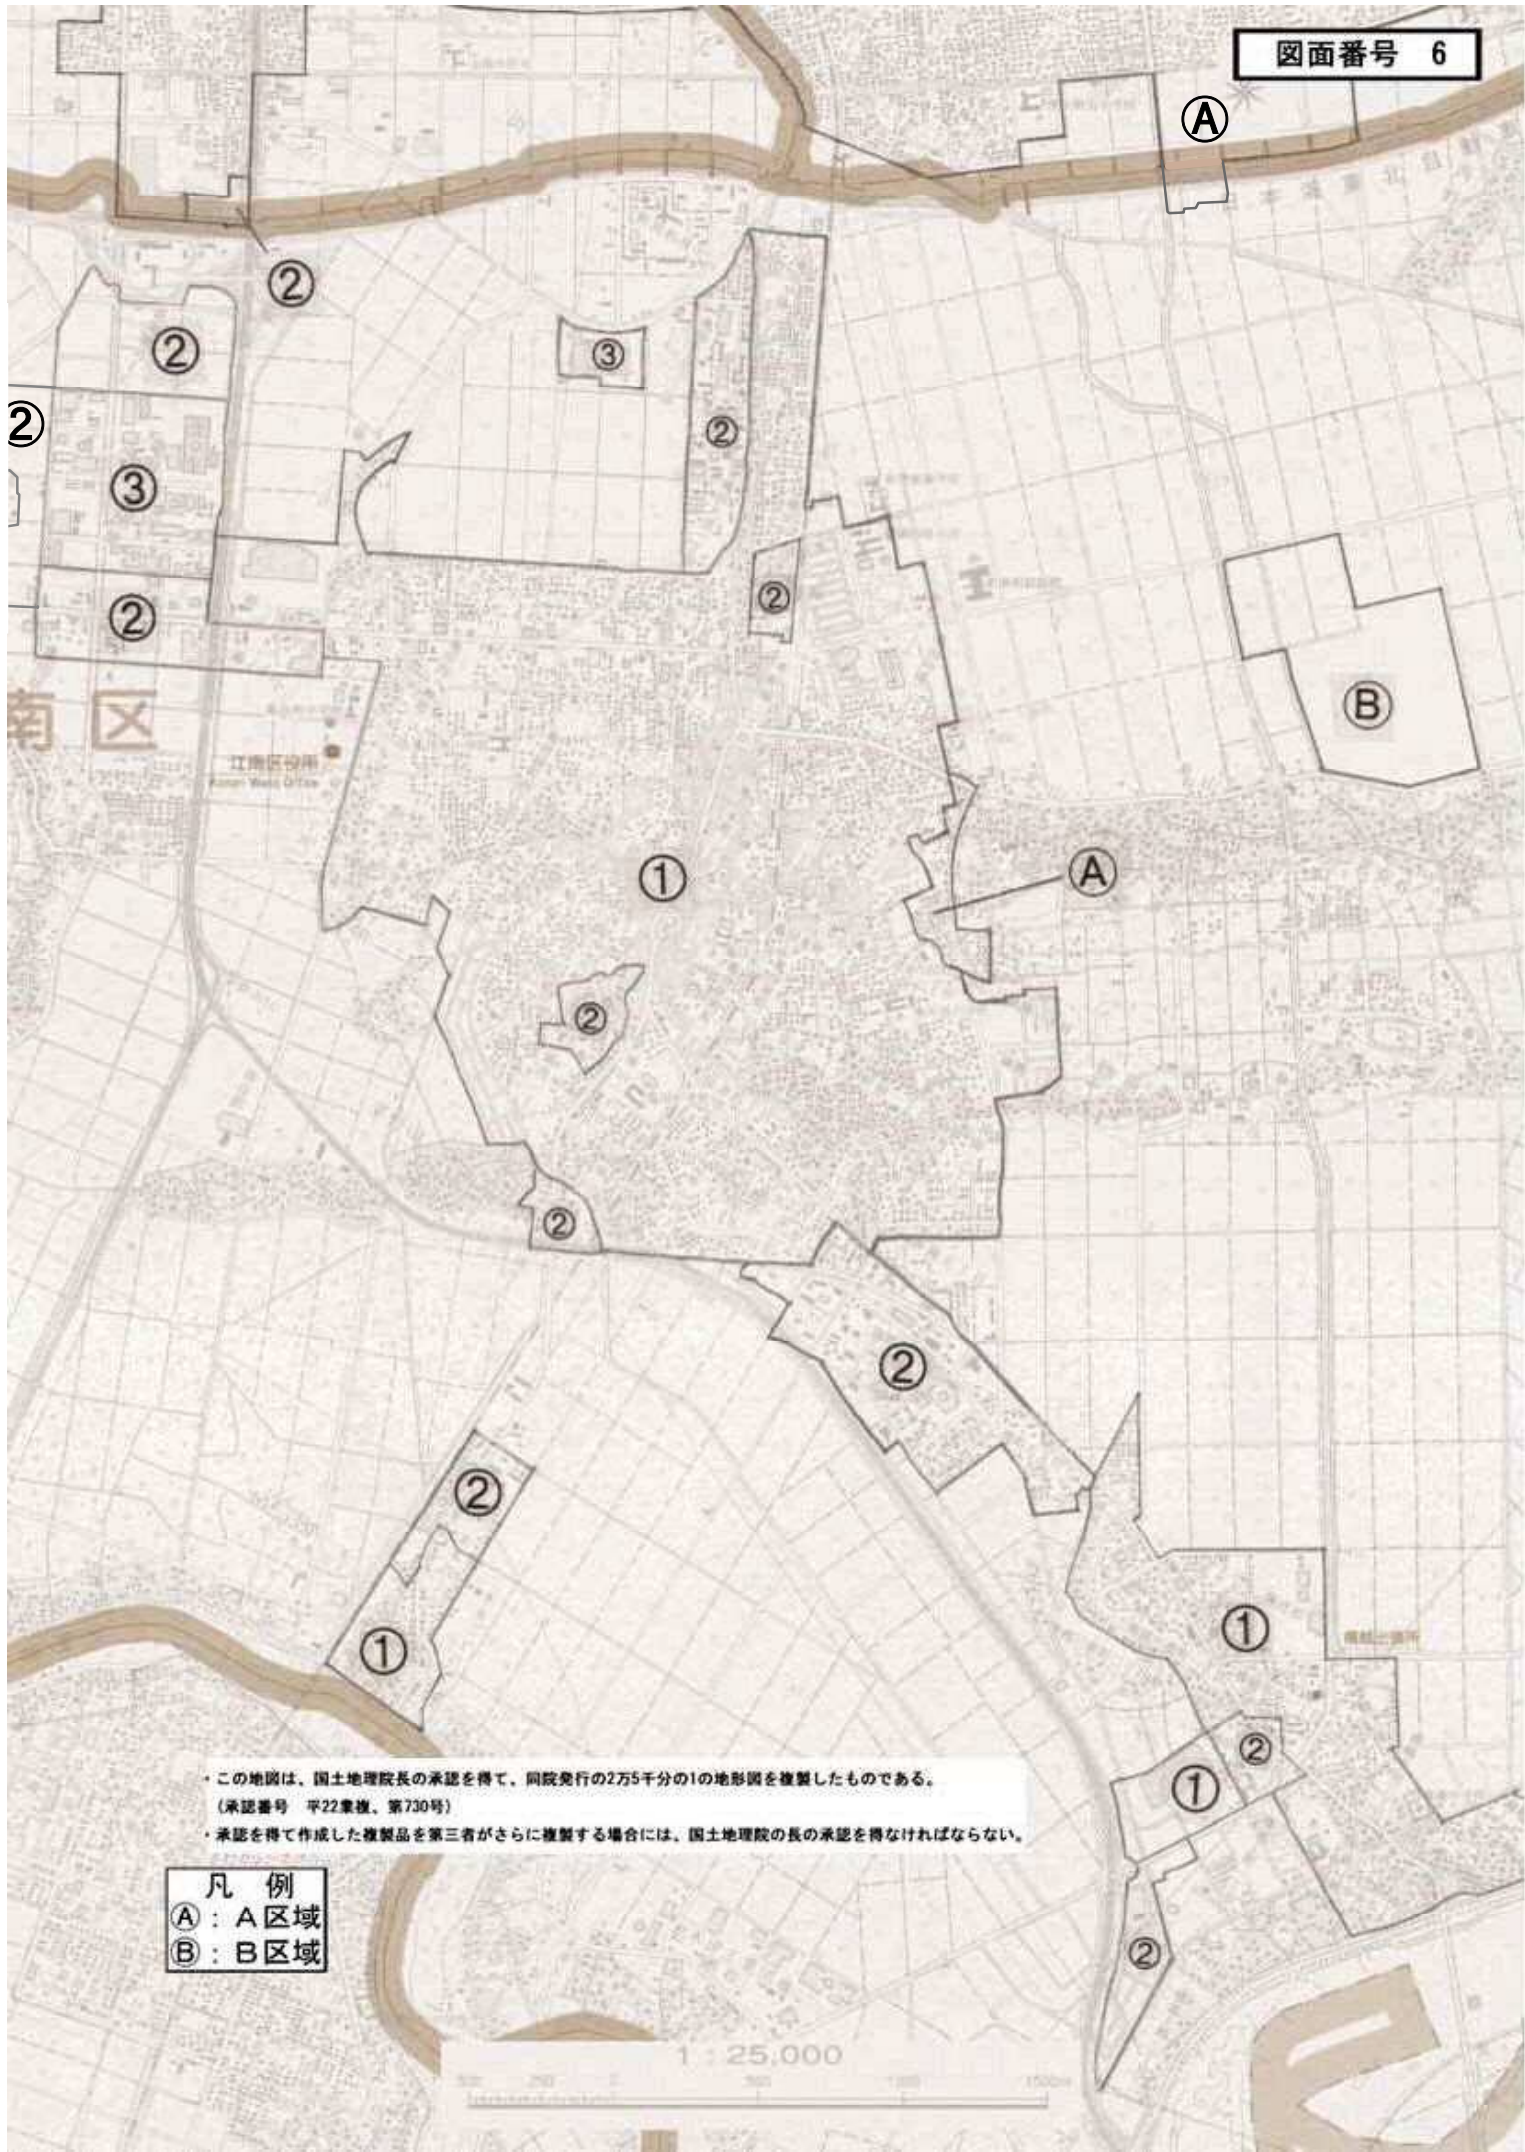 図面番号 6
Ⓐ
②
②
③
②
②
③
②
②
Ⓑ
南区
江南区役所
①
Ⓐ
②
②
②
②
①
①
②
①
・この地図は、国土地理院長の承認を得て、同院発行の2万5千分の1の地形図を複製したものである。
(承認番号 平22業複、第730号)
・承認を得て作成した複製品を第三者がさらに複製する場合には、国土地理院の長の承認を得なければならない。
凡 例
Ⓐ：A区域
Ⓑ：B区域
②
1：25,000